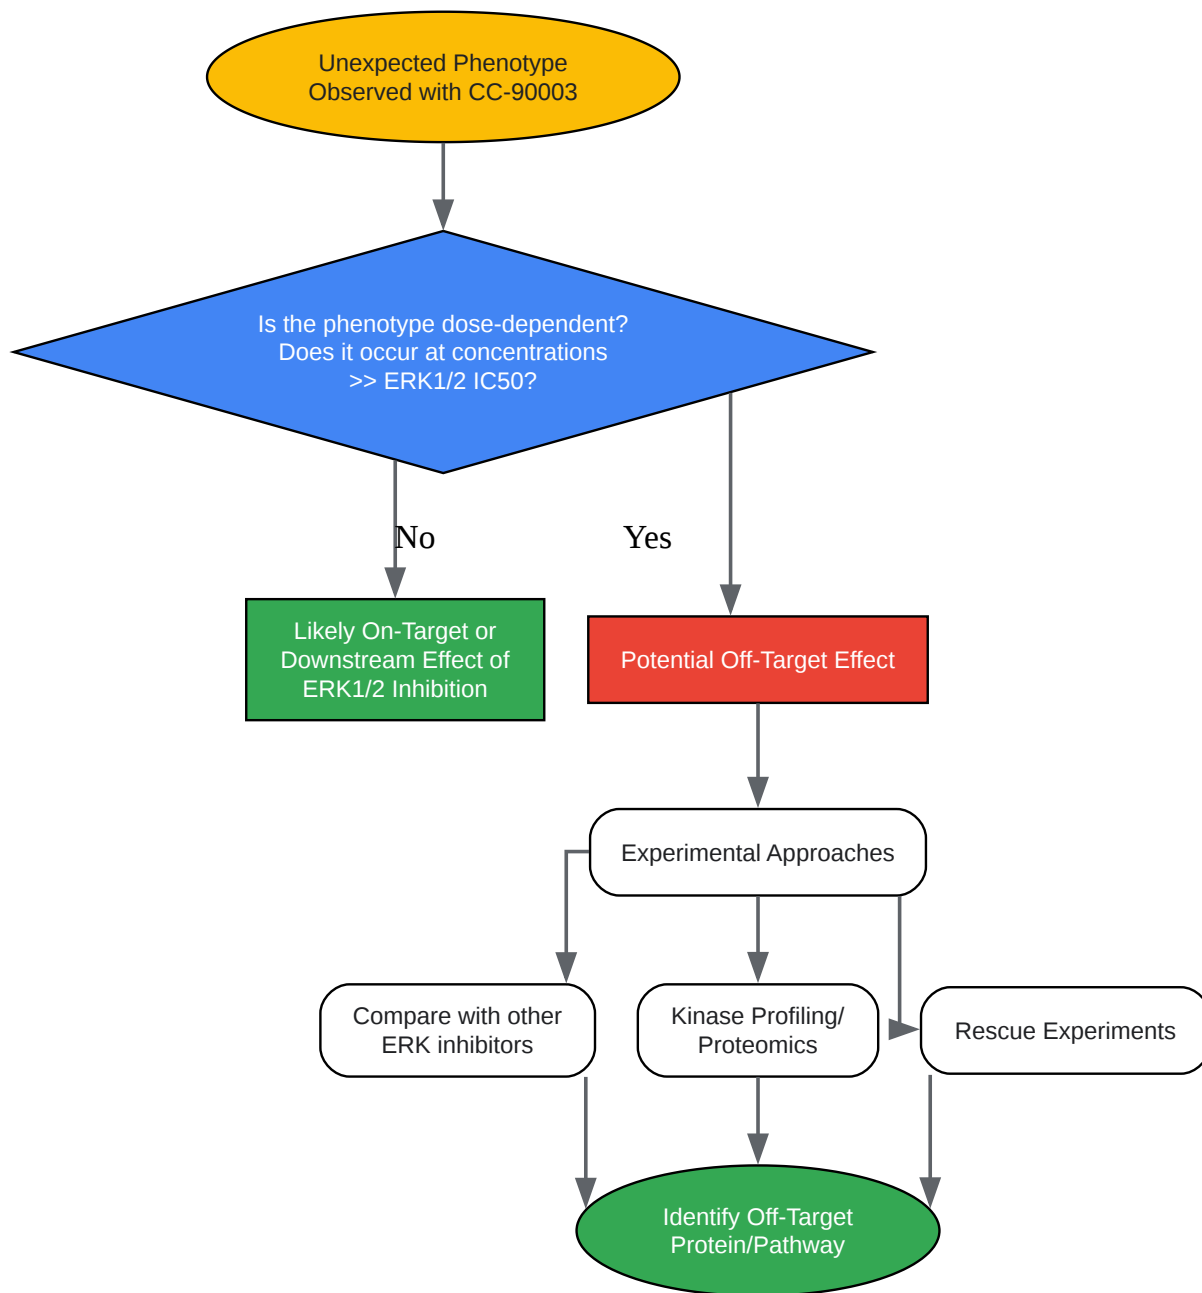 Unexpected Phenotype
Observed with CC-90003
Is the phenotype dose-dependent?
Does it occur at concentrations
>> ERK1/2 IC50?
No
Yes
Likely On-Target or
Downstream Effect of
ERK1/2 Inhibition
Potential Off-Target Effect
Experimental Approaches
Compare with other
ERK inhibitors
Kinase Profiling/
Proteomics
Rescue Experiments
Identify Off-Target
Protein/Pathway